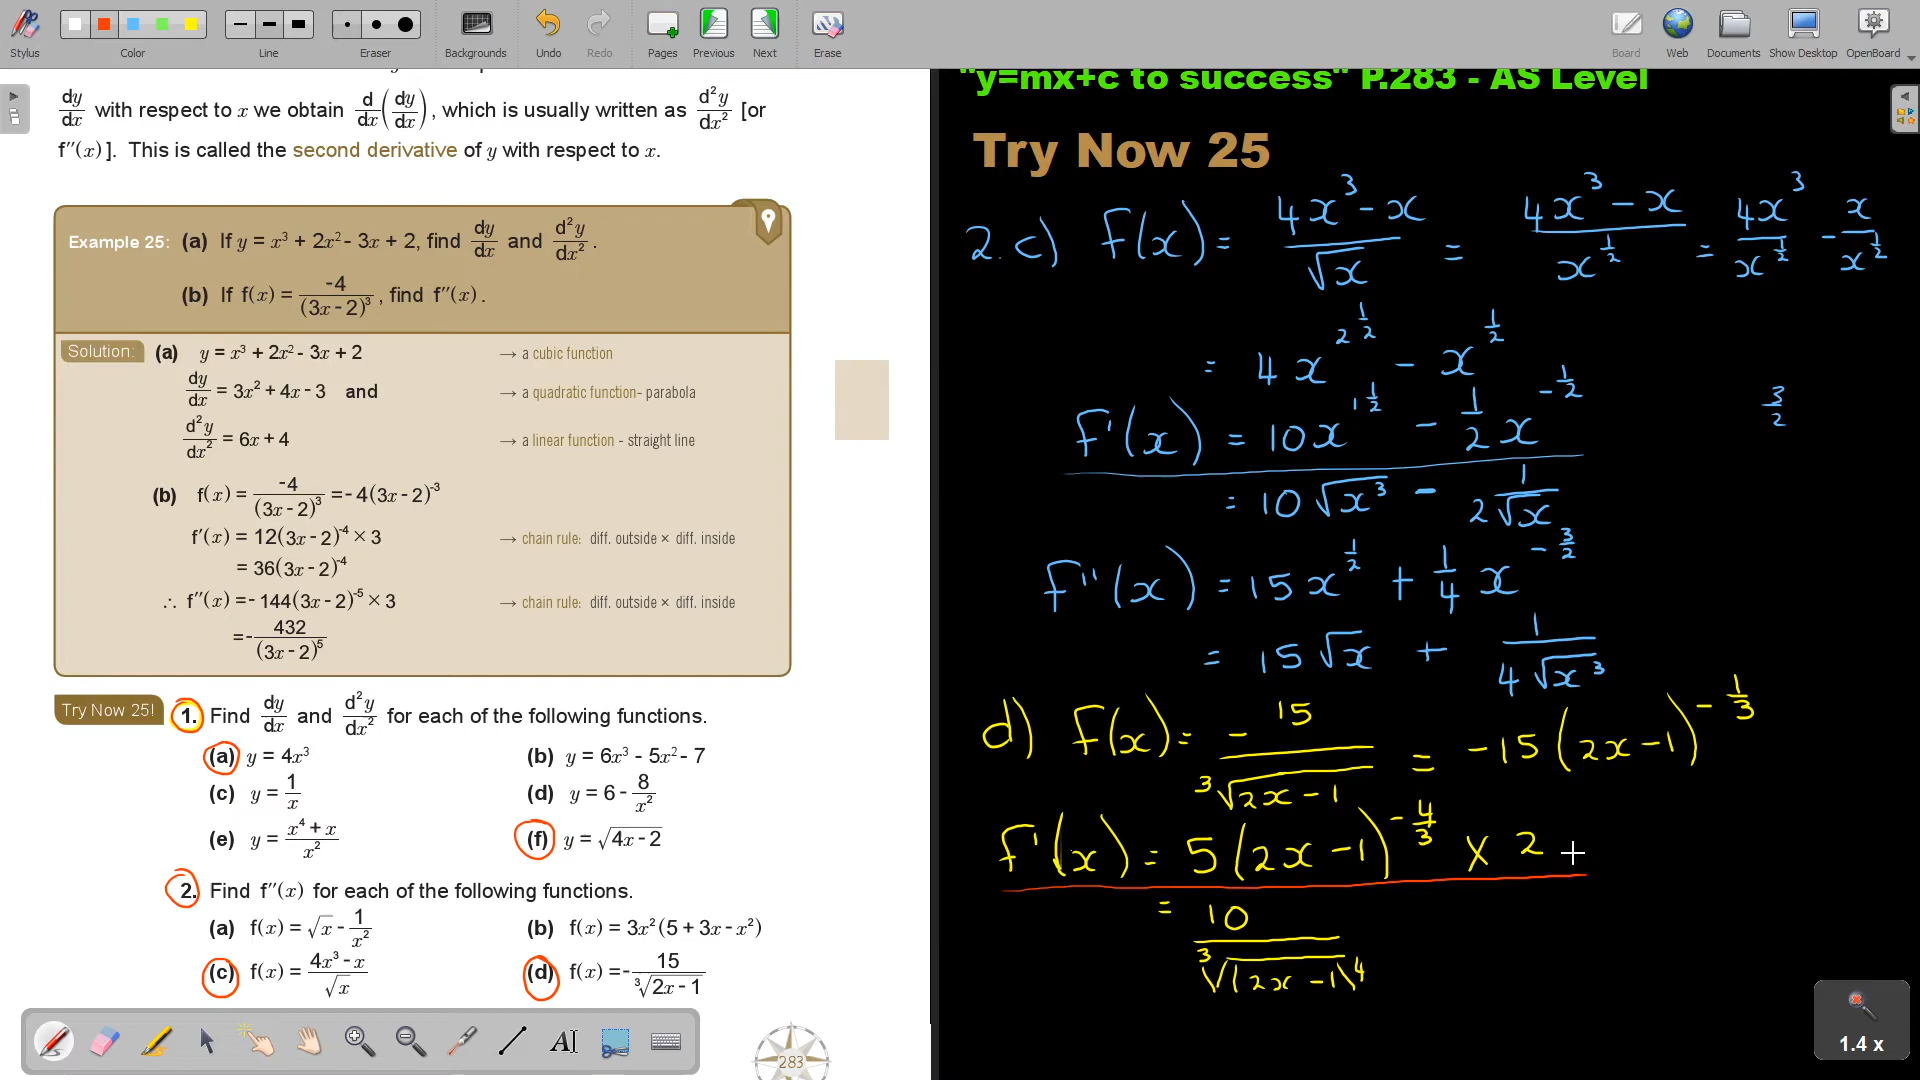 Stylus Color Line Eraser Backgrounds Undo Redo Pages Previous Next Erase Board Web Documents Show Desktop OpenBoard
dy/dx with respect to x we obtain d/dx(dy/dx), which is usually written as d²y/dx² [or
f″(x)]. This is called the second derivative of y with respect to x.
Example 25: (a) If y = x³ + 2x² - 3x + 2, find dy/dx and d²y/dx².
(b) If f(x) = -4/(3x - 2)³, find f″(x).
Solution: (a) y = x³ + 2x² - 3x + 2 → a cubic function
dy/dx = 3x² + 4x - 3 and → a quadratic function- parabola
d²y/dx² = 6x + 4 → a linear function - straight line
(b) f(x) = -4/(3x - 2)³ = - 4(3x - 2)⁻³
f′(x) = 12(3x - 2)⁻⁴ × 3 → chain rule: diff. outside × diff. inside
= 36(3x - 2)⁻⁴
∴ f″(x) = - 144(3x - 2)⁻⁵ × 3 → chain rule: diff. outside × diff. inside
= - 432/(3x - 2)⁵
Try Now 25! 1. Find dy/dx and d²y/dx² for each of the following functions.
(a) y = 4x³ (b) y = 6x³ - 5x² - 7
(c) y = 1/x (d) y = 6 - 8/x²
(e) y = (x⁴ + x)/x² (f) y = √(4x - 2)
2. Find f″(x) for each of the following functions.
(a) f(x) = √x - 1/x² (b) f(x) = 3x²(5 + 3x - x²)
(c) f(x) = (4x³ - x)/√x (d) f(x) = - 15/∛(2x - 1)
283
"y=mx+c to success" P.283 - AS Level
Try Now 25
2.c) f(x) = (4x³ - x)/√x = (4x³ - x)/x^(1/2) = 4x³/x^(1/2) - x/x^(1/2)
= 4x^(2 1/2) - x^(1/2)
f'(x) = 10x^(1 1/2) - 1/2 x^(-1/2)
3/2
= 10√x³ - 1/2√x
f''(x) = 15x^(1/2) + 1/4 x^(-3/2)
= 15√x + 1/4√x³
d) f(x) = - 15/∛(2x - 1) = -15(2x - 1)^(-1/3)
f'(x) = 5(2x - 1)^(-4/3) × 2
= 10/∛(2x - 1)⁴
1.4 x